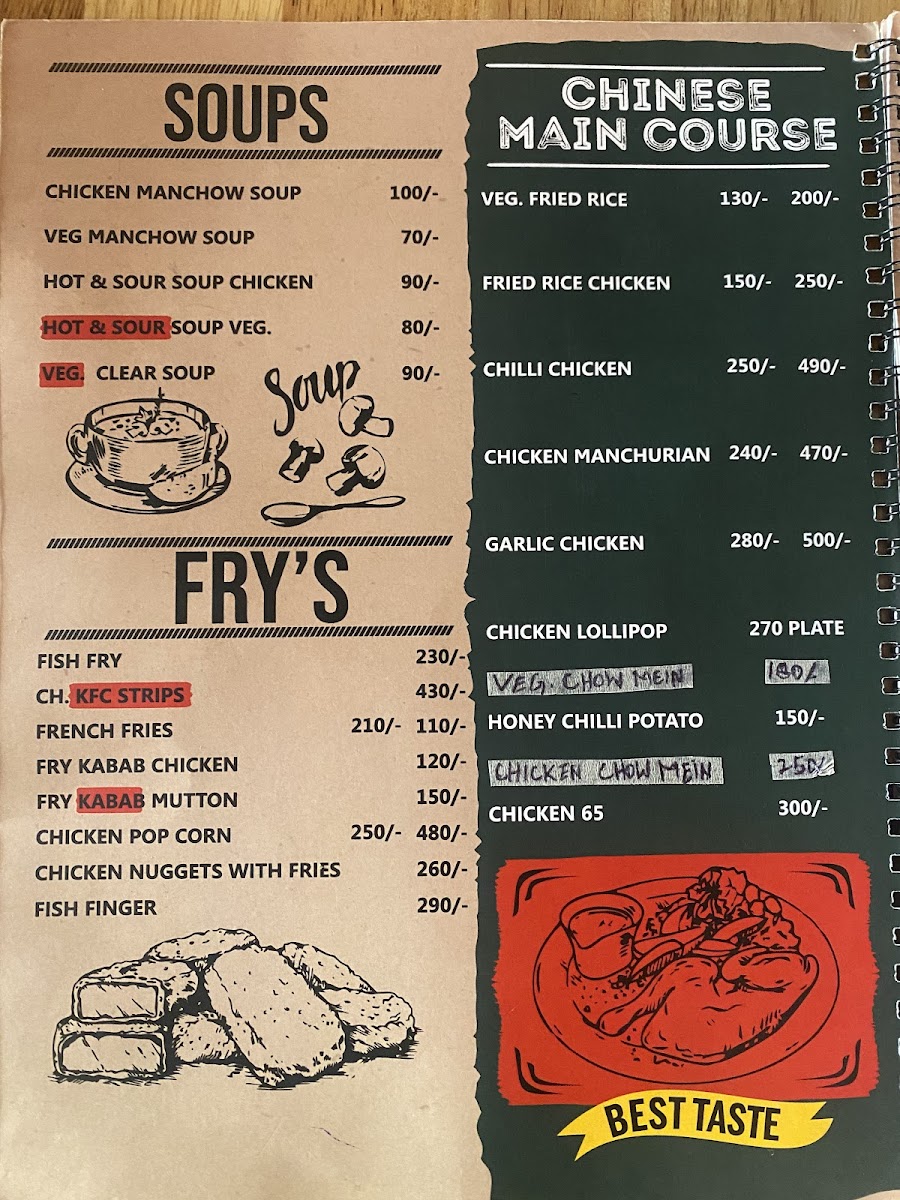 SOUPS
CHICKEN MANCHOW SOUP 100/-
VEG MANCHOW SOUP 70/-
HOT & SOUR SOUP CHICKEN 90/-
HOT & SOUR SOUP VEG. 80/-
VEG. CLEAR SOUP 90/-
Soup
FRY'S
FISH FRY 230/-
CH. KFC STRIPS 430/-
FRENCH FRIES 210/- 110/-
FRY KABAB CHICKEN 120/-
FRY KABAB MUTTON 150/-
CHICKEN POP CORN 250/- 480/-
CHICKEN NUGGETS WITH FRIES 260/-
FISH FINGER 290/-
CHINESE
MAIN COURSE
VEG. FRIED RICE 130/- 200/-
FRIED RICE CHICKEN 150/- 250/-
CHILLI CHICKEN 250/- 490/-
CHICKEN MANCHURIAN 240/- 470/-
GARLIC CHICKEN 280/- 500/-
CHICKEN LOLLIPOP 270 PLATE
VEG. CHOW MEIN 180/-
HONEY CHILLI POTATO 150/-
CHICKEN CHOW MEIN 250/-
CHICKEN 65 300/-
BEST TASTE